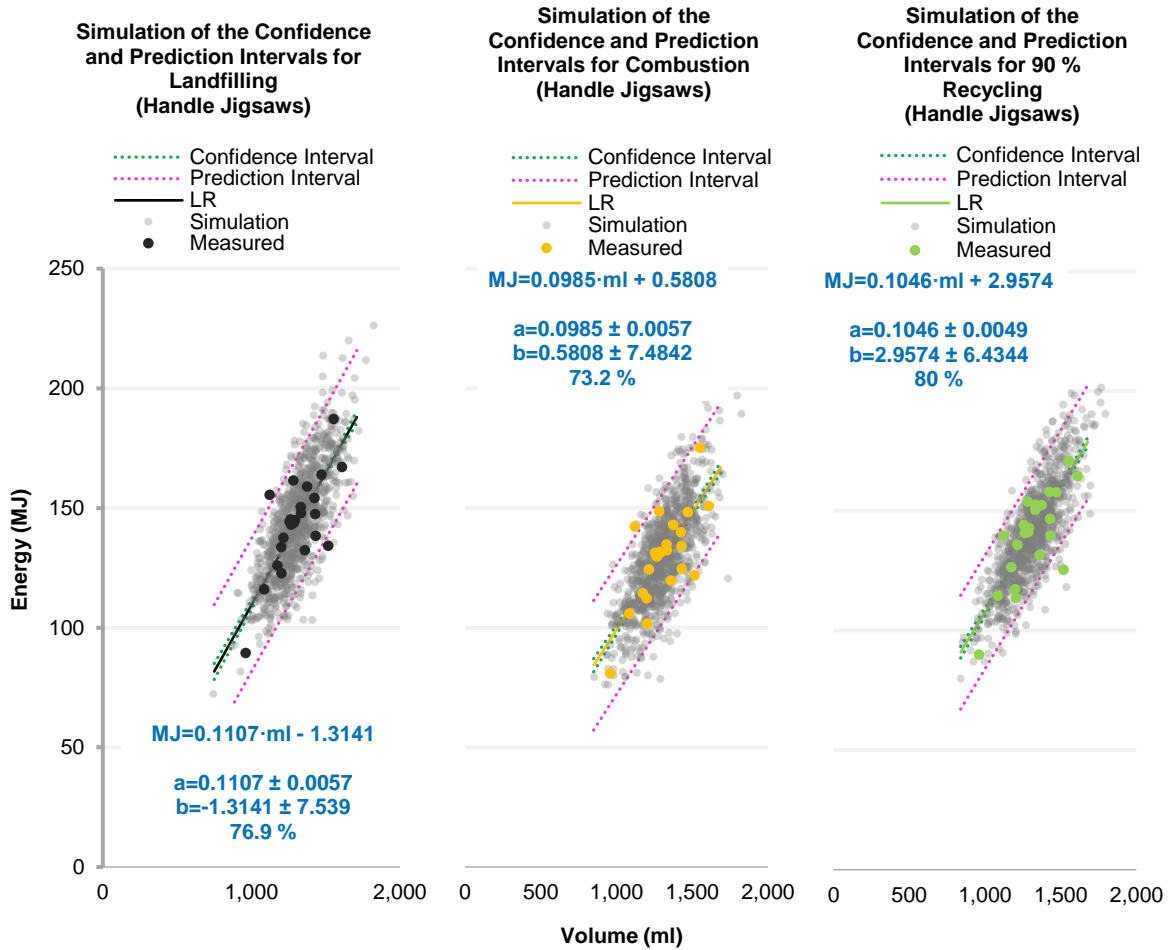 Simulation of the Confidence
and Prediction Intervals for
Landfilling
(Handle Jigsaws)
Confidence Interval
Prediction Interval
LR
Simulation
Measured
Simulation of the
Confidence and Prediction
Intervals for Combustion
(Handle Jigsaws)
Confidence Interval
Prediction Interval
LR
Simulation
Measured
Simulation of the
Confidence and Prediction
Intervals for 90 %
Recycling
(Handle Jigsaws)
Confidence Interval
Prediction Interval
LR
Simulation
Measured
Energy (MJ)
250
200
150
100
50
0
MJ=0.1107·ml - 1.3141
a=0.1107 ± 0.0057
b=-1.3141 ± 7.539
76.9 %
0 1,000 2,000
MJ=0.0985·ml + 0.5808
a=0.0985 ± 0.0057
b=0.5808 ± 7.4842
73.2 %
0 500 1,000 1,500 2,000
MJ=0.1046·ml + 2.9574
a=0.1046 ± 0.0049
b=2.9574 ± 6.4344
80 %
0 500 1,000 1,500 2,000
Volume (ml)